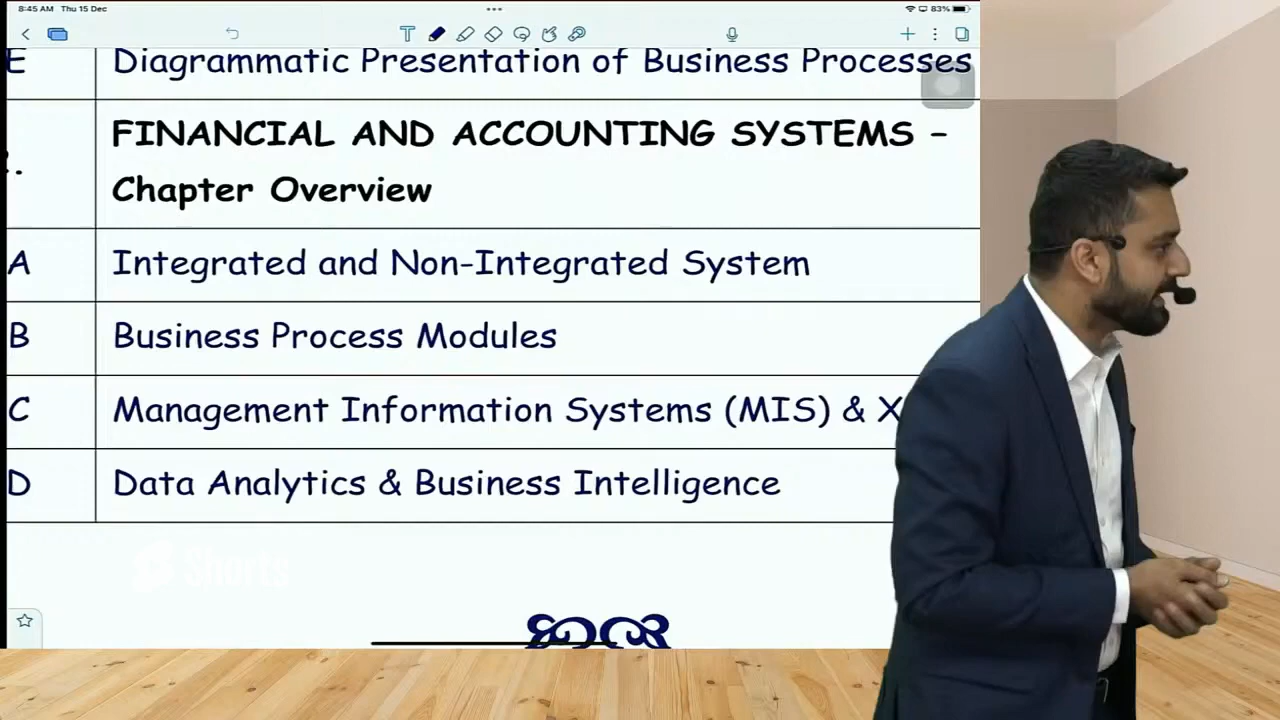 8:45 AM Thu 15 Dec
83%
E Diagrammatic Presentation of Business Processes
FINANCIAL AND ACCOUNTING SYSTEMS –
Chapter Overview
A Integrated and Non-Integrated System
B Business Process Modules
C Management Information Systems (MIS) & X
D Data Analytics & Business Intelligence
Shorts